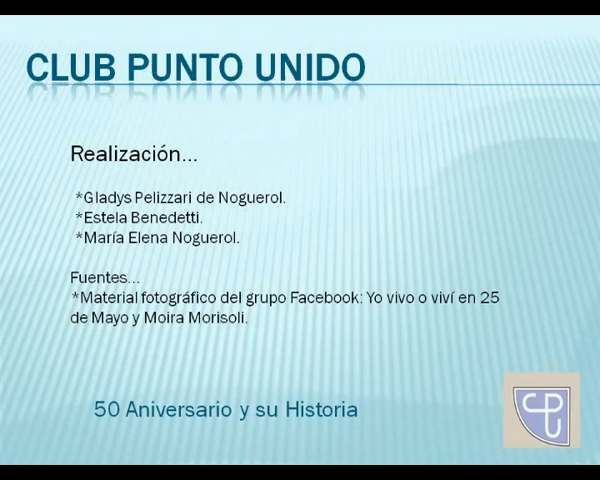 CLUB PUNTO UNIDO
Realización...
*Gladys Pelizzari de Noguerol.
*Estela Benedetti.
*María Elena Noguerol.
Fuentes...
*Material fotográfico del grupo Facebook: Yo vivo o viví en 25
de Mayo y Moira Morisoli.
50 Aniversario y su Historia
CPU